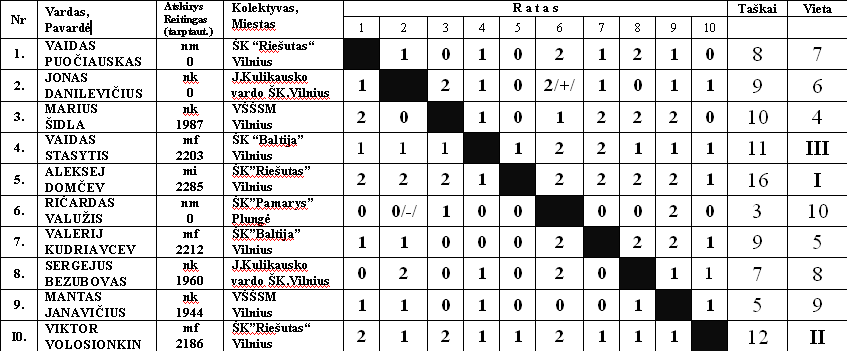 Nr Vardas, Pavardė Atskirys Reitingas (tarptaut.) Kolektyvas, Miestas R a t a s Taškai Vieta
1 2 3 4 5 6 7 8 9 10
1. VAIDAS nm ŠK “Riešutas“ 1 0 1 0 2 1 2 1 0 8 7
PUOČIAUSKAS 0 Vilnius
2. JONAS nk J.Kulikausko 1 2 1 0 2/+/ 1 0 1 1 9 6
DANILEVIČIUS 0 vardo ŠK.Vilnius
3. MARIUS nk VŠŠSM 2 0 1 0 1 2 2 2 0 10 4
ŠIDLA 1987 Vilnius
4. VAIDAS mf ŠK “Baltija” 1 1 1 1 2 2 1 1 1 11 III
STASYTIS 2203 Vilnius
5. ALEKSEJ mi ŠK”Riešutas” 2 2 2 1 2 2 2 2 1 16 I
DOMČEV 2285 Vilnius
6. RIČARDAS nm ŠK”Pamarys” 0 0/-/ 1 0 0 0 0 2 0 3 10
VALUŽIS 0 Plungė
7. VALERIJ mf ŠK”Baltija” 1 1 0 0 0 2 2 2 1 9 5
KUDRIAVCEV 2212 Vilnius
8. SERGEJUS nk J.Kulikausko 0 2 0 1 0 2 0 1 1 7 8
BEZUBOVAS 1960 vardo ŠK.Vilnius
9. MANTAS nk VŠŠSM 1 1 0 1 0 0 0 1 1 5 9
JANAVIČIUS 1944 Vilnius
10. VIKTOR mf ŠK”Riešutas“ 2 1 2 1 1 2 1 1 1 12 II
VOLOSIONKIN 2186 Vilnius